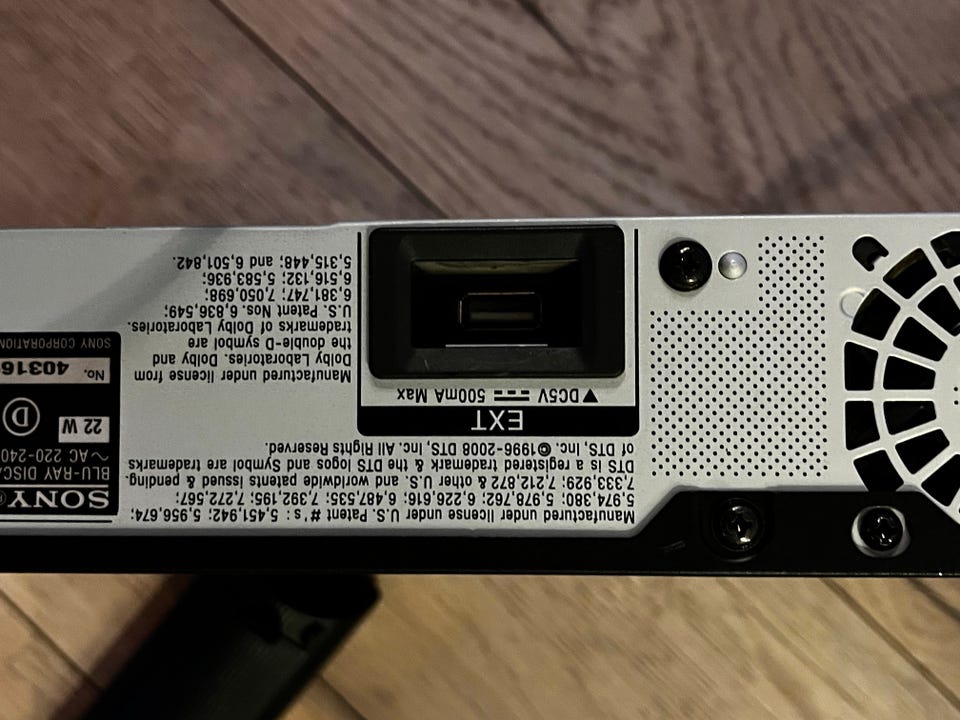 Manufactured under license under U.S. Patent #'s : 5,451,942; 5,956,674;
5,974,380; 5,978,762; 6,226,616; 6,487,535; 7,392,195; 7,272,567;
7,333,929; 7,212,872 & other U.S. and worldwide patents issued & pending.
DTS is a registered trademark & the DTS logos and Symbol are trademarks
of DTS, Inc. © 1996-2008 DTS, Inc. All Rights Reserved.
EXT
▼DC5V ⎓ 500mA Max
Manufactured under license from
Dolby Laboratories. Dolby and
the double-D symbol are
trademarks of Dolby Laboratories.
U.S. Patent Nos. 6,836,549;
6,381,747; 7,050,698;
6,516,132; 5,583,936;
5,315,448; and 6,501,842.
SONY®
BLU-RAY DISC
~ AC 220-240
22 W
D
No. 40316
SONY CORPORATION